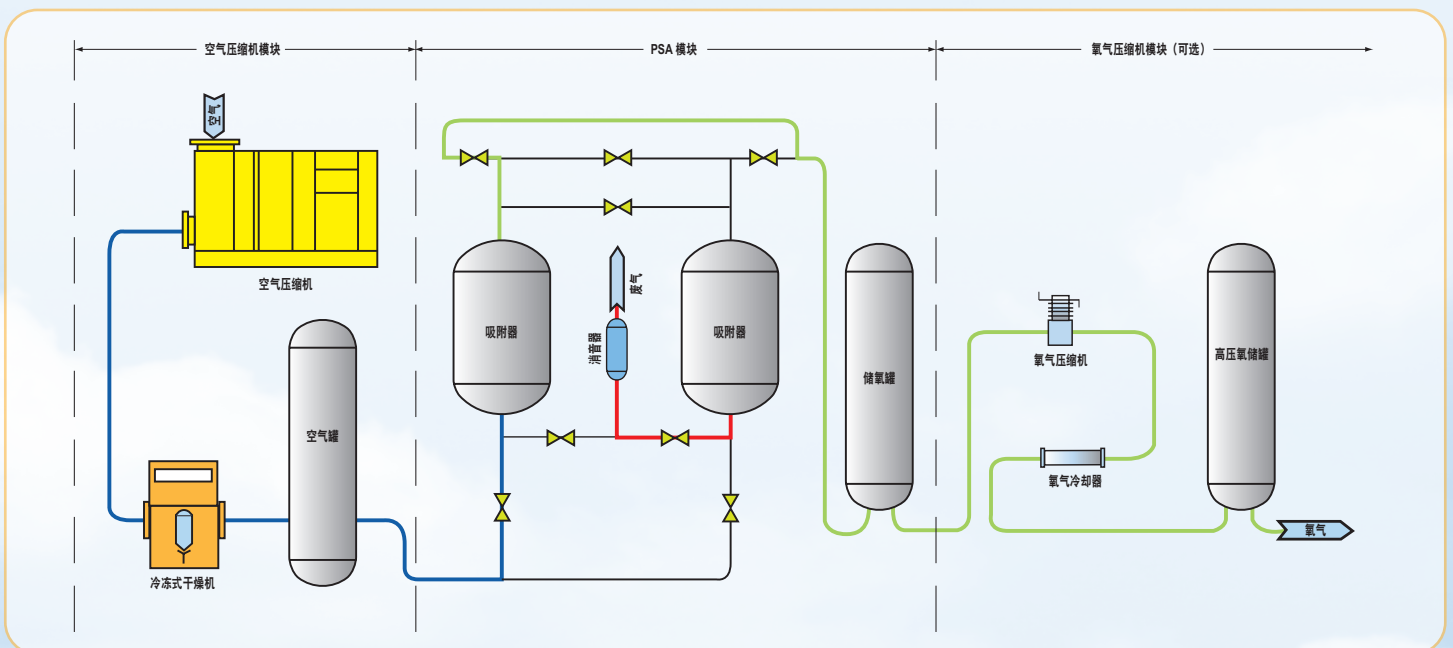 空气压缩机模块
PSA 模块
氧气压缩机模块（可选）
空气
空气压缩机
废气
消音器
吸附器
吸附器
储氧罐
氧气压缩机
高压氧储罐
空气罐
氧气冷却器
氧气
冷冻式干燥机